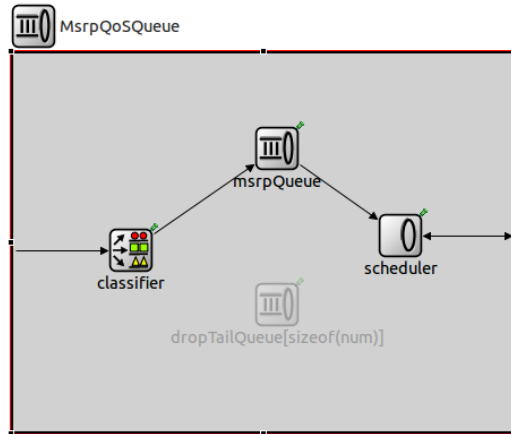 MsrpQoSQueue
msrpQueue
scheduler
classifier
dropTailQueue[sizeof(num)]